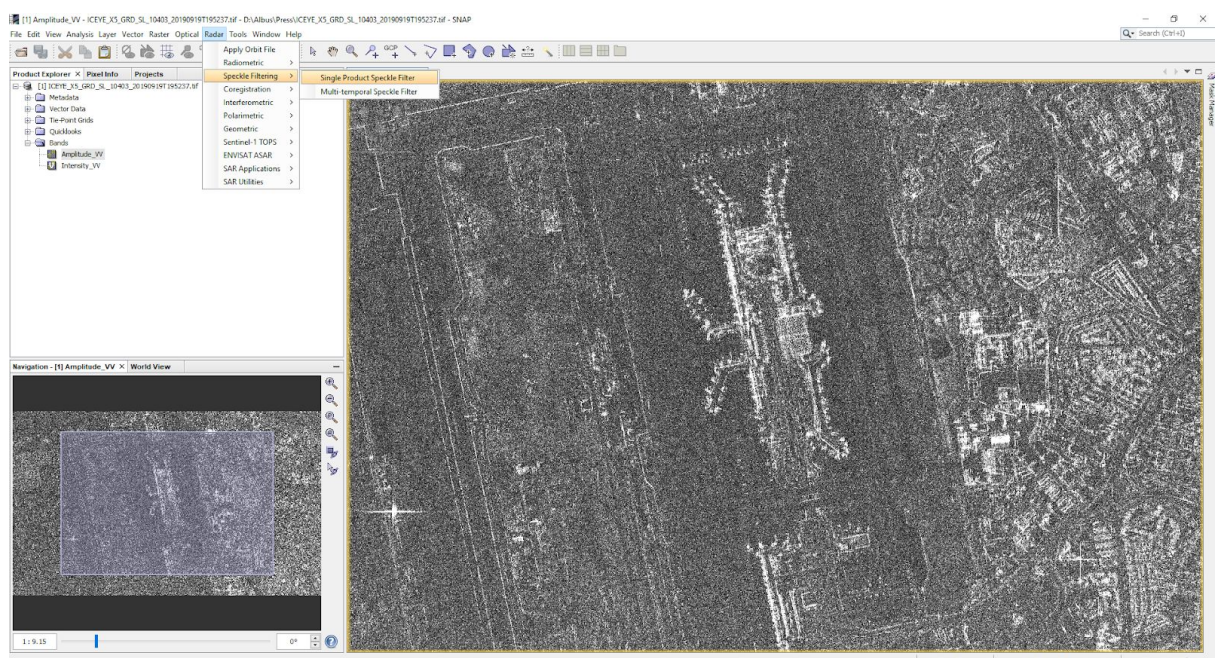 [1] Amplitude_VV - ICEYE_X5_GRD_SL_10403_20190919T195237.tif - D:\Albus\Press\ICEYE_X5_GRD_SL_10403_20190919T195237.tif - SNAP
File Edit View Analysis Layer Vector Raster Optical Radar Tools Window Help
Search (Ctrl+I)
GCP
Apply Orbit File
Radiometric
Speckle Filtering
Coregistration
Interferometric
Polarimetric
Geometric
Sentinel-1 TOPS
ENVISAT ASAR
SAR Applications
SAR Utilities
Single Product Speckle Filter
Multi-temporal Speckle Filter
Product Explorer Pixel Info Projects
[1] ICEYE_X5_GRD_SL_10403_20190919T195237.tif
Metadata
Vector Data
Tie-Point Grids
Quicklooks
Bands
Amplitude_VV
Intensity_VV
Mask Manager
Navigation - [1] Amplitude_VV World View
1 : 9.15
0°